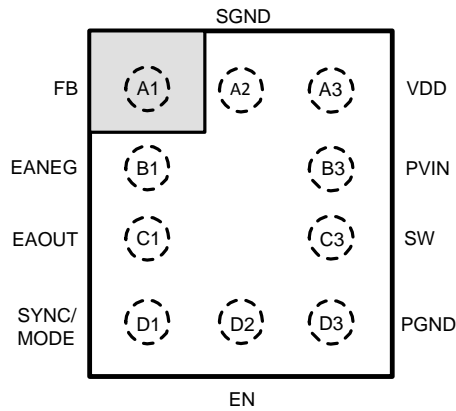 SGND
FB A1 A2 A3 VDD
EANEG B1 B3 PVIN
EAOUT C1 C3 SW
SYNC/
MODE D1 D2 D3 PGND
EN